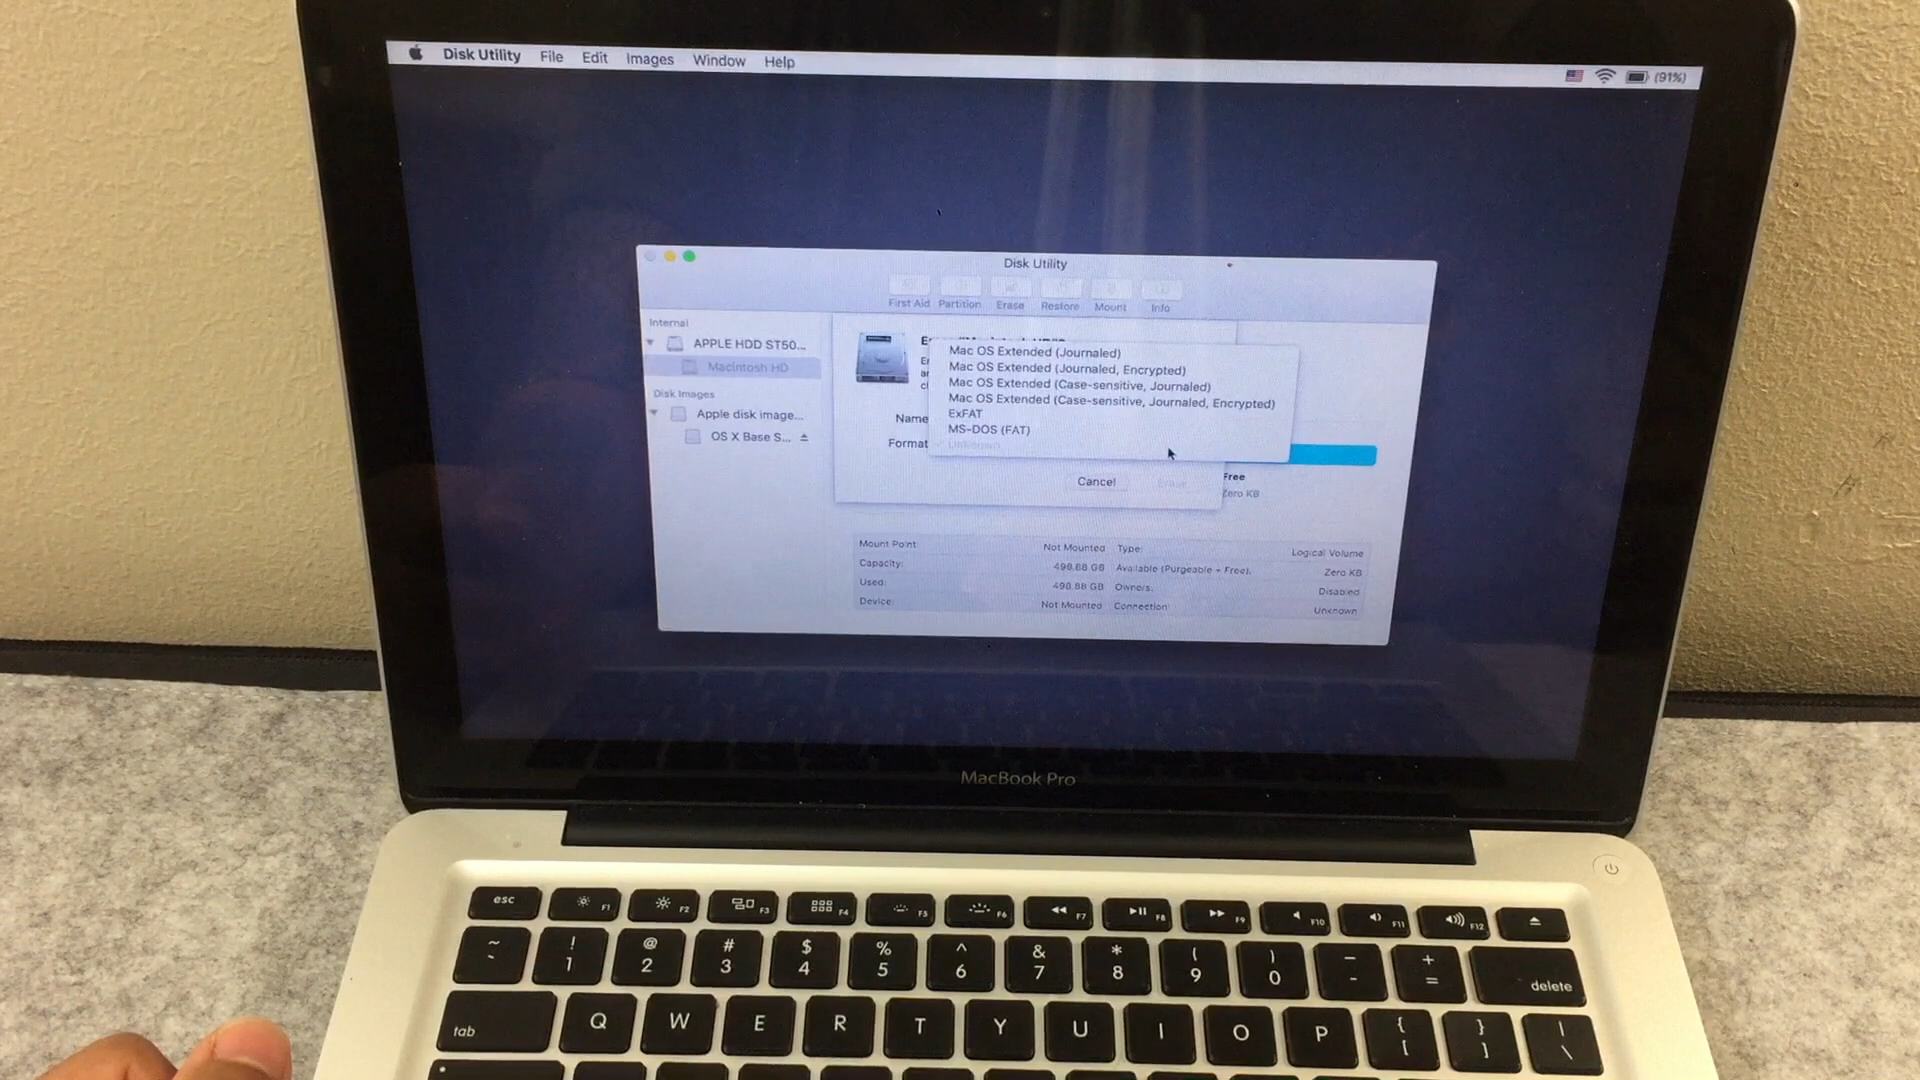 Disk Utility File Edit Images Window Help
(91%)
Disk Utility
First Aid Partition Erase Restore Mount Info
Internal
APPLE HDD ST50...
Macintosh HD
Disk Images
Apple disk image...
OS X Base S...
Mac OS Extended (Journaled)
Mac OS Extended (Journaled, Encrypted)
Mac OS Extended (Case-sensitive, Journaled)
Mac OS Extended (Case-sensitive, Journaled, Encrypted)
ExFAT
MS-DOS (FAT)
Unknown
Name
Format
Cancel Erase
Free
Zero KB
Mount Point Not Mounted Type: Logical Volume
Capacity: 498.88 GB Available (Purgeable + Free): Zero KB
Used: 498.88 GB Owners: Disabled
Device: Not Mounted Connection: Unknown
MacBook Pro
esc F1 F2 F3 F4 F5 F6 F7 F8 F9 F10 F11 F12
~ ! @ # $ % ^ & * ( ) _ +
` 1 2 3 4 5 6 7 8 9 0 - = delete
tab Q W E R T Y U I O P { [ } ] | \